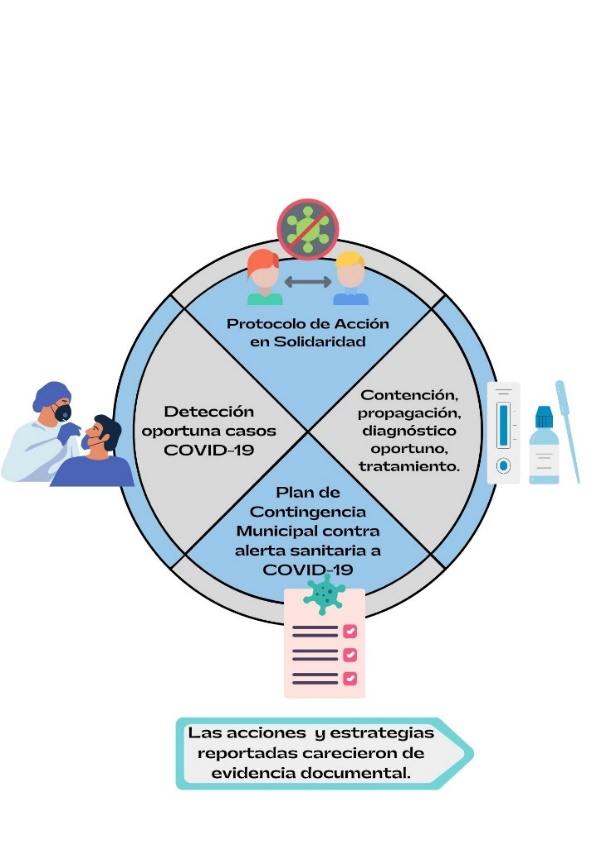 Protocolo de Acción
en Solidaridad
Detección
oportuna casos
COVID-19
Contención,
propagación,
diagnóstico
oportuno,
tratamiento.
Plan de
Contingencia
Municipal contra
alerta sanitaria a
COVID-19
Las acciones y estrategias
reportadas carecieron de
evidencia documental.